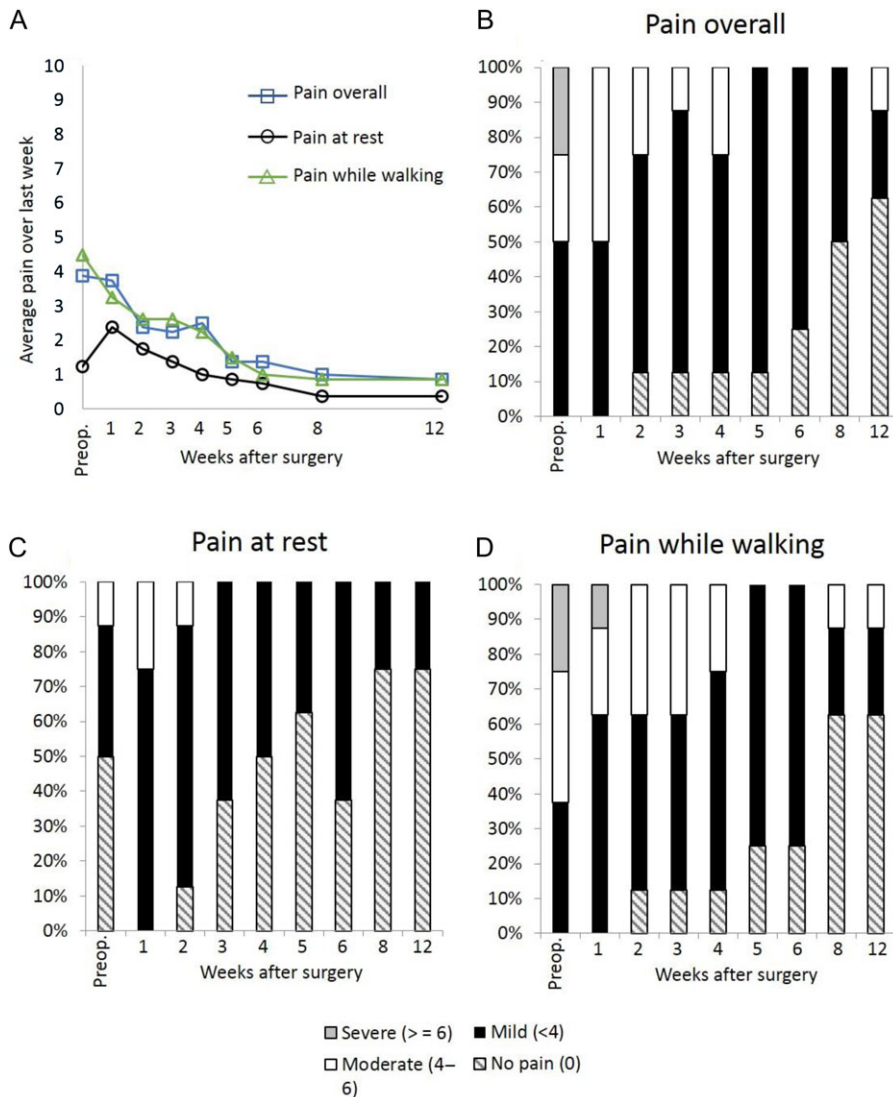 A
10
9
8
7
6
5
4
3
2
1
0
Average pain over last week
Pain overall
Pain at rest
Pain while walking
Preop. 1 2 3 4 5 6 8 12
Weeks after surgery
B
Pain overall
100%
90%
80%
70%
60%
50%
40%
30%
20%
10%
0%
Preop. 1 2 3 4 5 6 8 12
Weeks after surgery
C
Pain at rest
100%
90%
80%
70%
60%
50%
40%
30%
20%
10%
0%
Preop. 1 2 3 4 5 6 8 12
Weeks after surgery
D
Pain while walking
100%
90%
80%
70%
60%
50%
40%
30%
20%
10%
0%
Preop. 1 2 3 4 5 6 8 12
Weeks after surgery
Severe (> = 6) Mild (<4)
Moderate (4– No pain (0)
6)